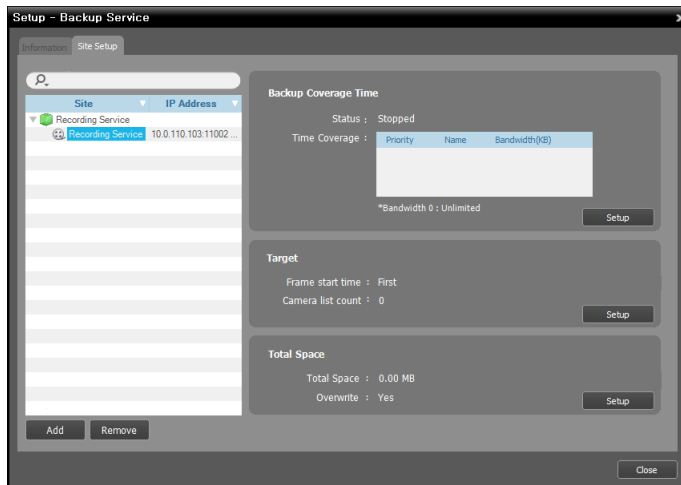 Setup - Backup Service
Information Site Setup
Site IP Address
Recording Service
Recording Service 10.0.110.103:11002 ...
Add Remove
Backup Coverage Time
Status : Stopped
Time Coverage :
Priority Name Bandwidth(KB)
*Bandwidth 0 : Unlimited
Setup
Target
Frame start time : First
Camera list count : 0
Setup
Total Space
Total Space : 0.00 MB
Overwrite : Yes
Setup
Close